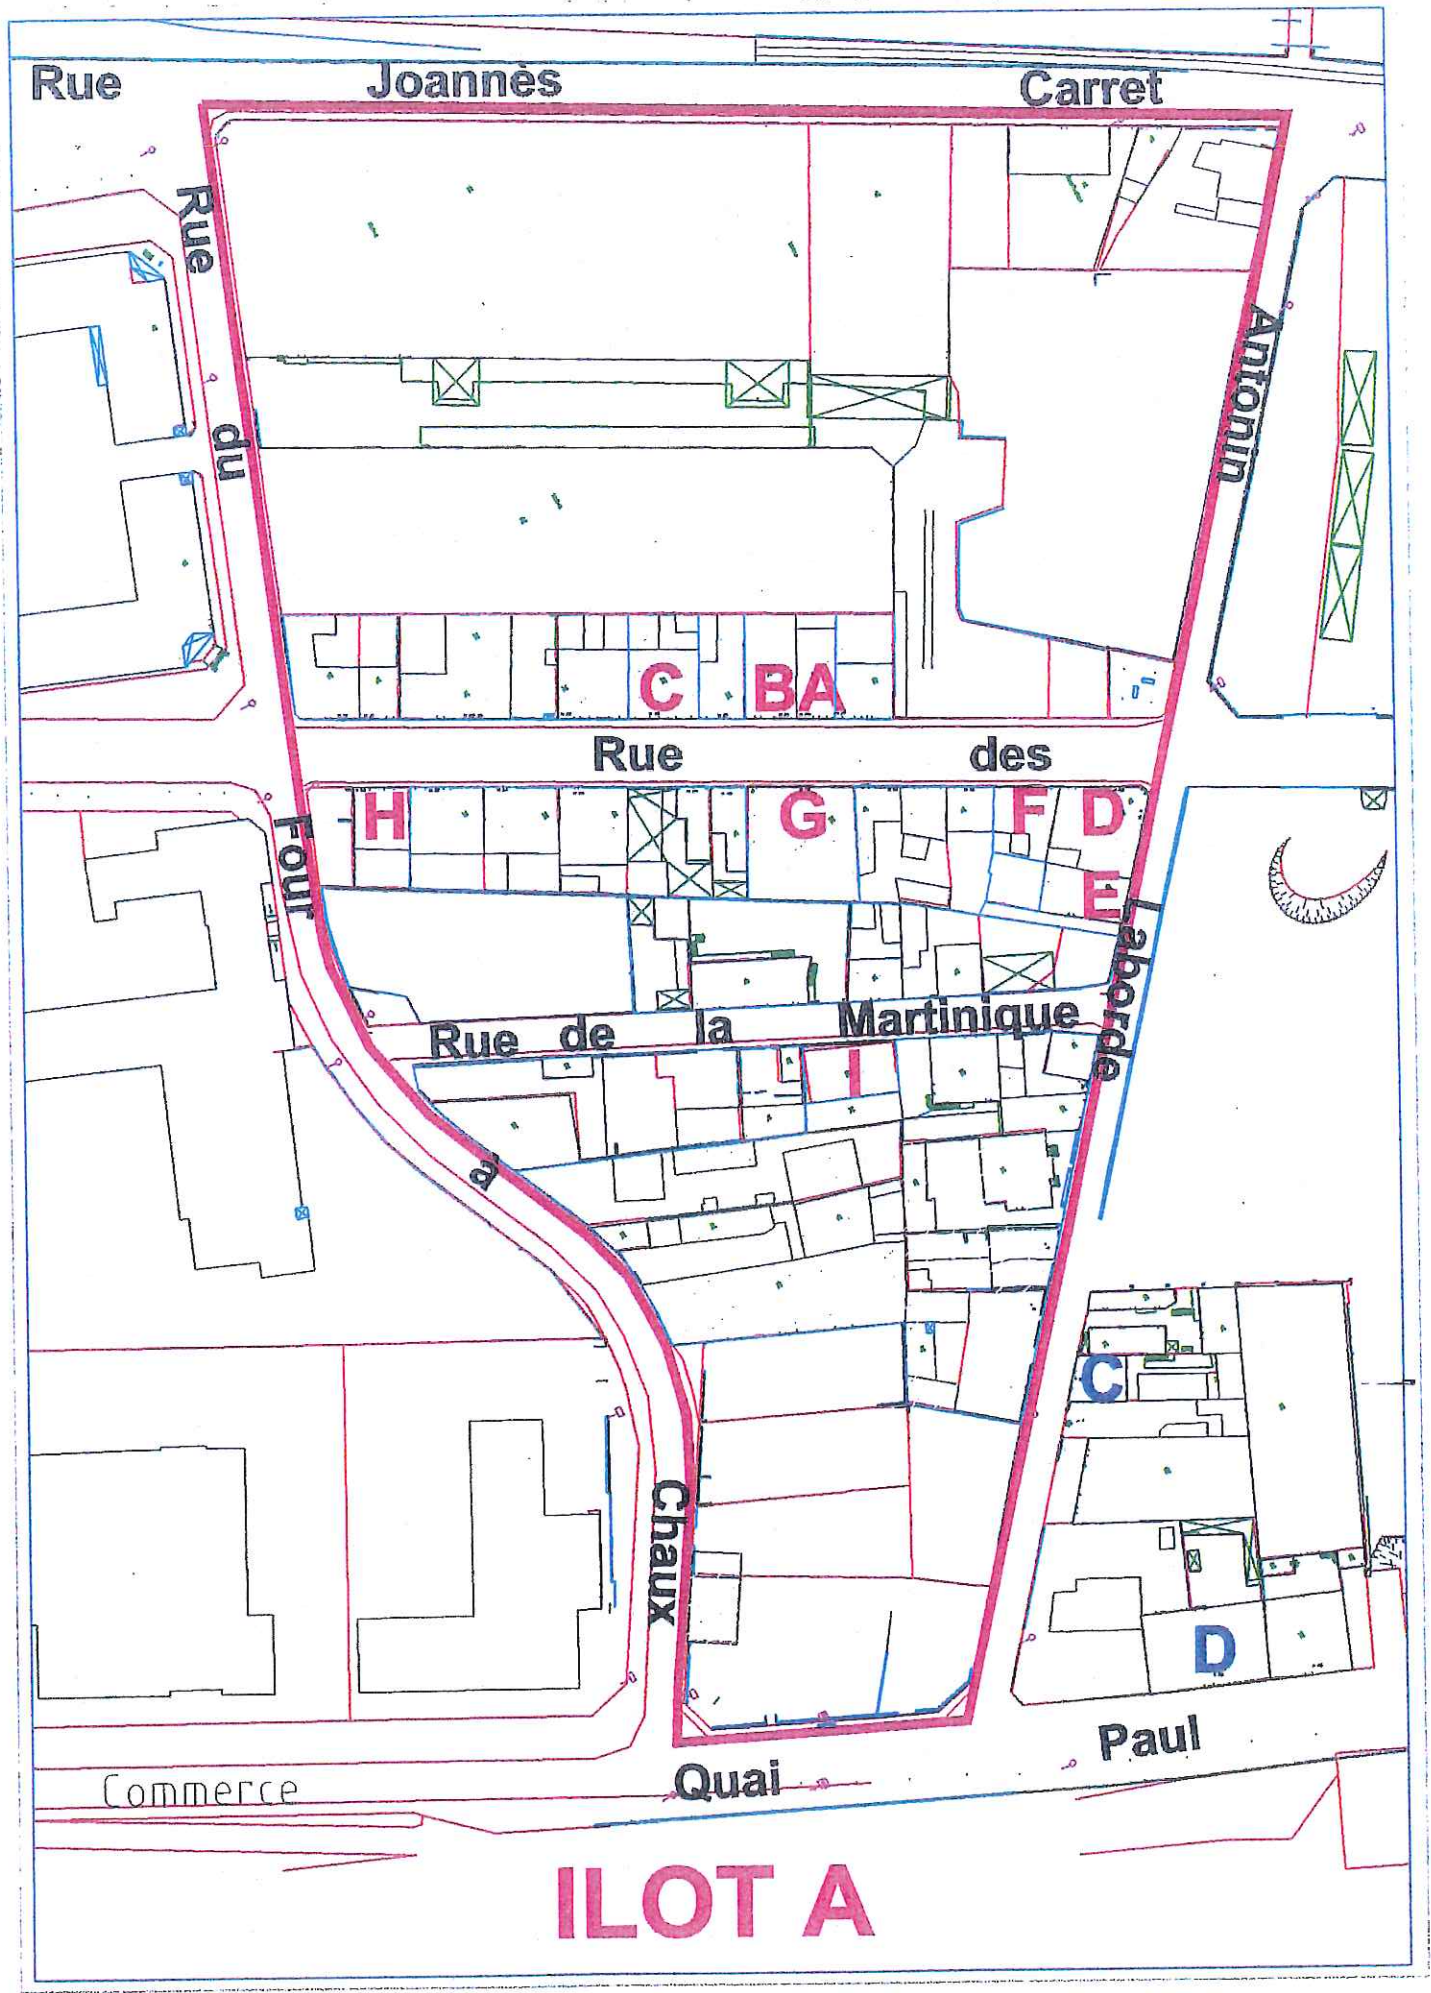 Rue Joannès Carret
Rue du Four à Chaux
Antonin Laborde
C B A
Rue des
H G F D
E
Rue de la Martinique
I
C
D
Quai Paul
Commerce
ILOT A